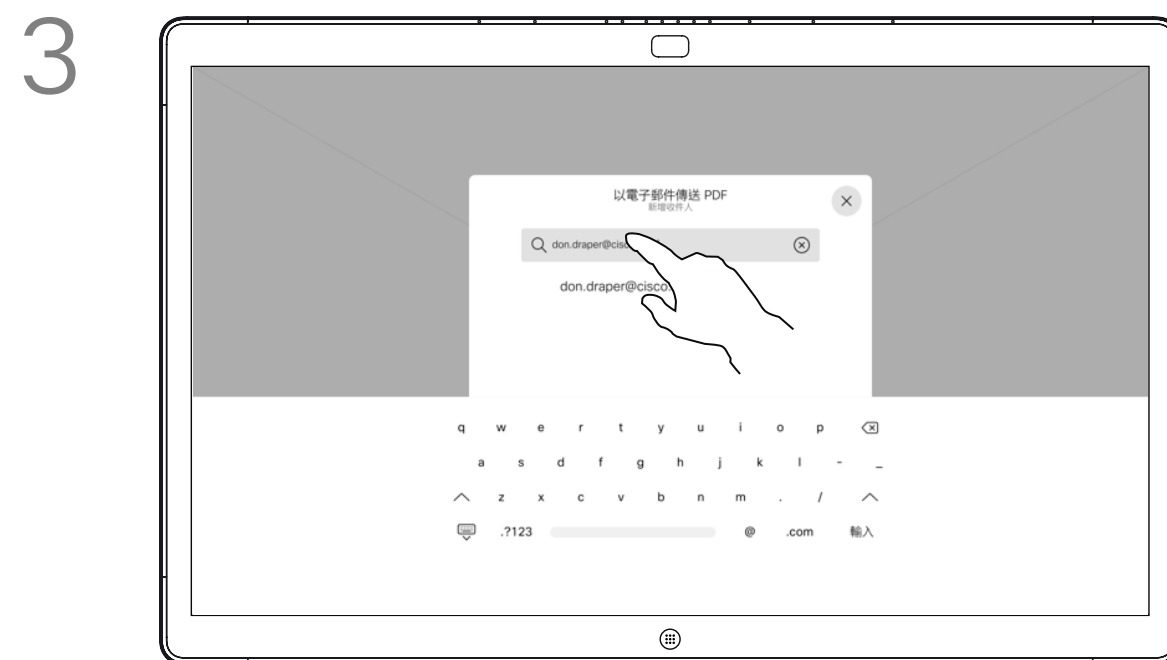 3
以電子郵件傳送 PDF
新增收件人
don.draper@cisc
don.draper@cisco.
q w e r t y u i o p
a s d f g h j k l - _
z x c v b n m . /
.?123 @ .com 輸入